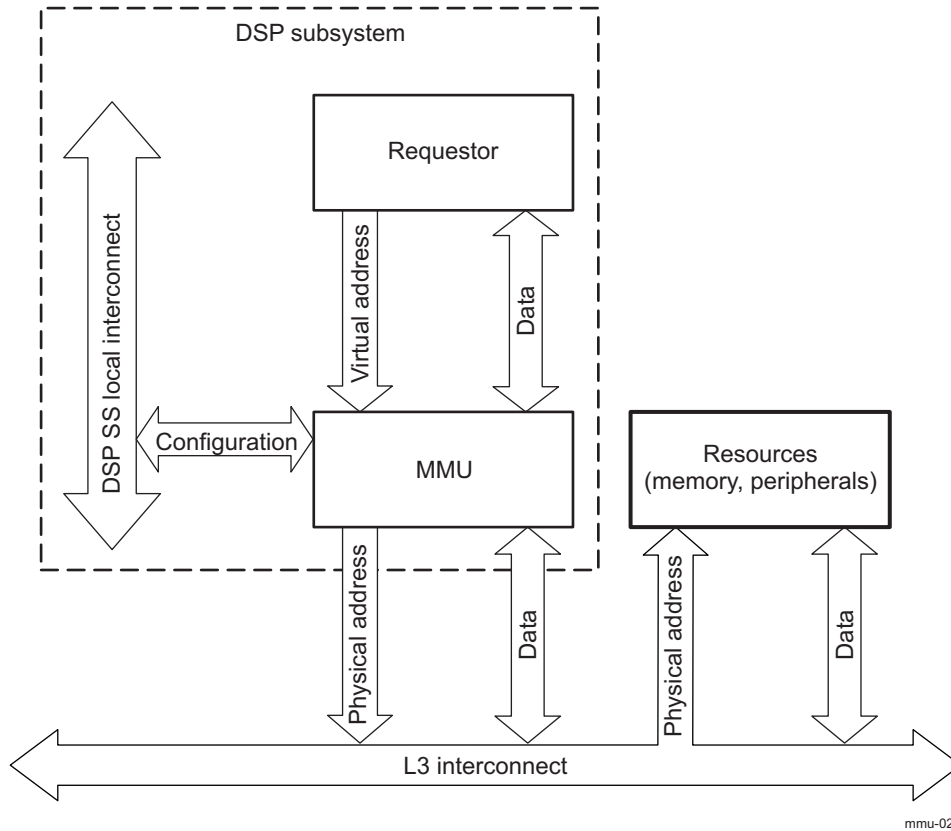 DSP subsystem
Requestor
DSP SS local interconnect
Virtual address
Data
Configuration
MMU
Resources
(memory, peripherals)
Physical address
Data
Physical address
Data
L3 interconnect
mmu-02